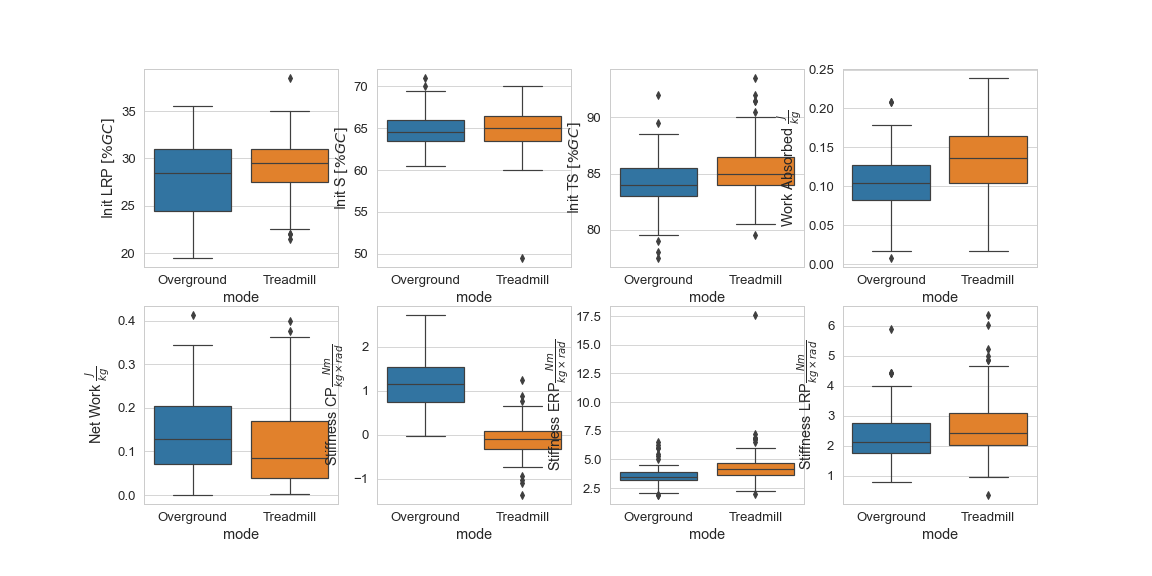 Init LRP [%GC]
35
30
25
20
Overground Treadmill
mode
Init S [%GC]
70
65
60
55
50
Overground Treadmill
mode
Init TS [%GC]
90
85
80
Overground Treadmill
mode
Work Absorbed J/kg
0.25
0.20
0.15
0.10
0.05
0.00
Overground Treadmill
mode
Net Work J/kg
0.4
0.3
0.2
0.1
0.0
Overground Treadmill
mode
Stiffness CP Nm/kg×rad
2
1
0
−1
Overground Treadmill
mode
Stiffness ERP Nm/kg×rad
17.5
15.0
12.5
10.0
7.5
5.0
2.5
Overground Treadmill
mode
Stiffness LRP Nm/kg×rad
6
5
4
3
2
1
Overground Treadmill
mode